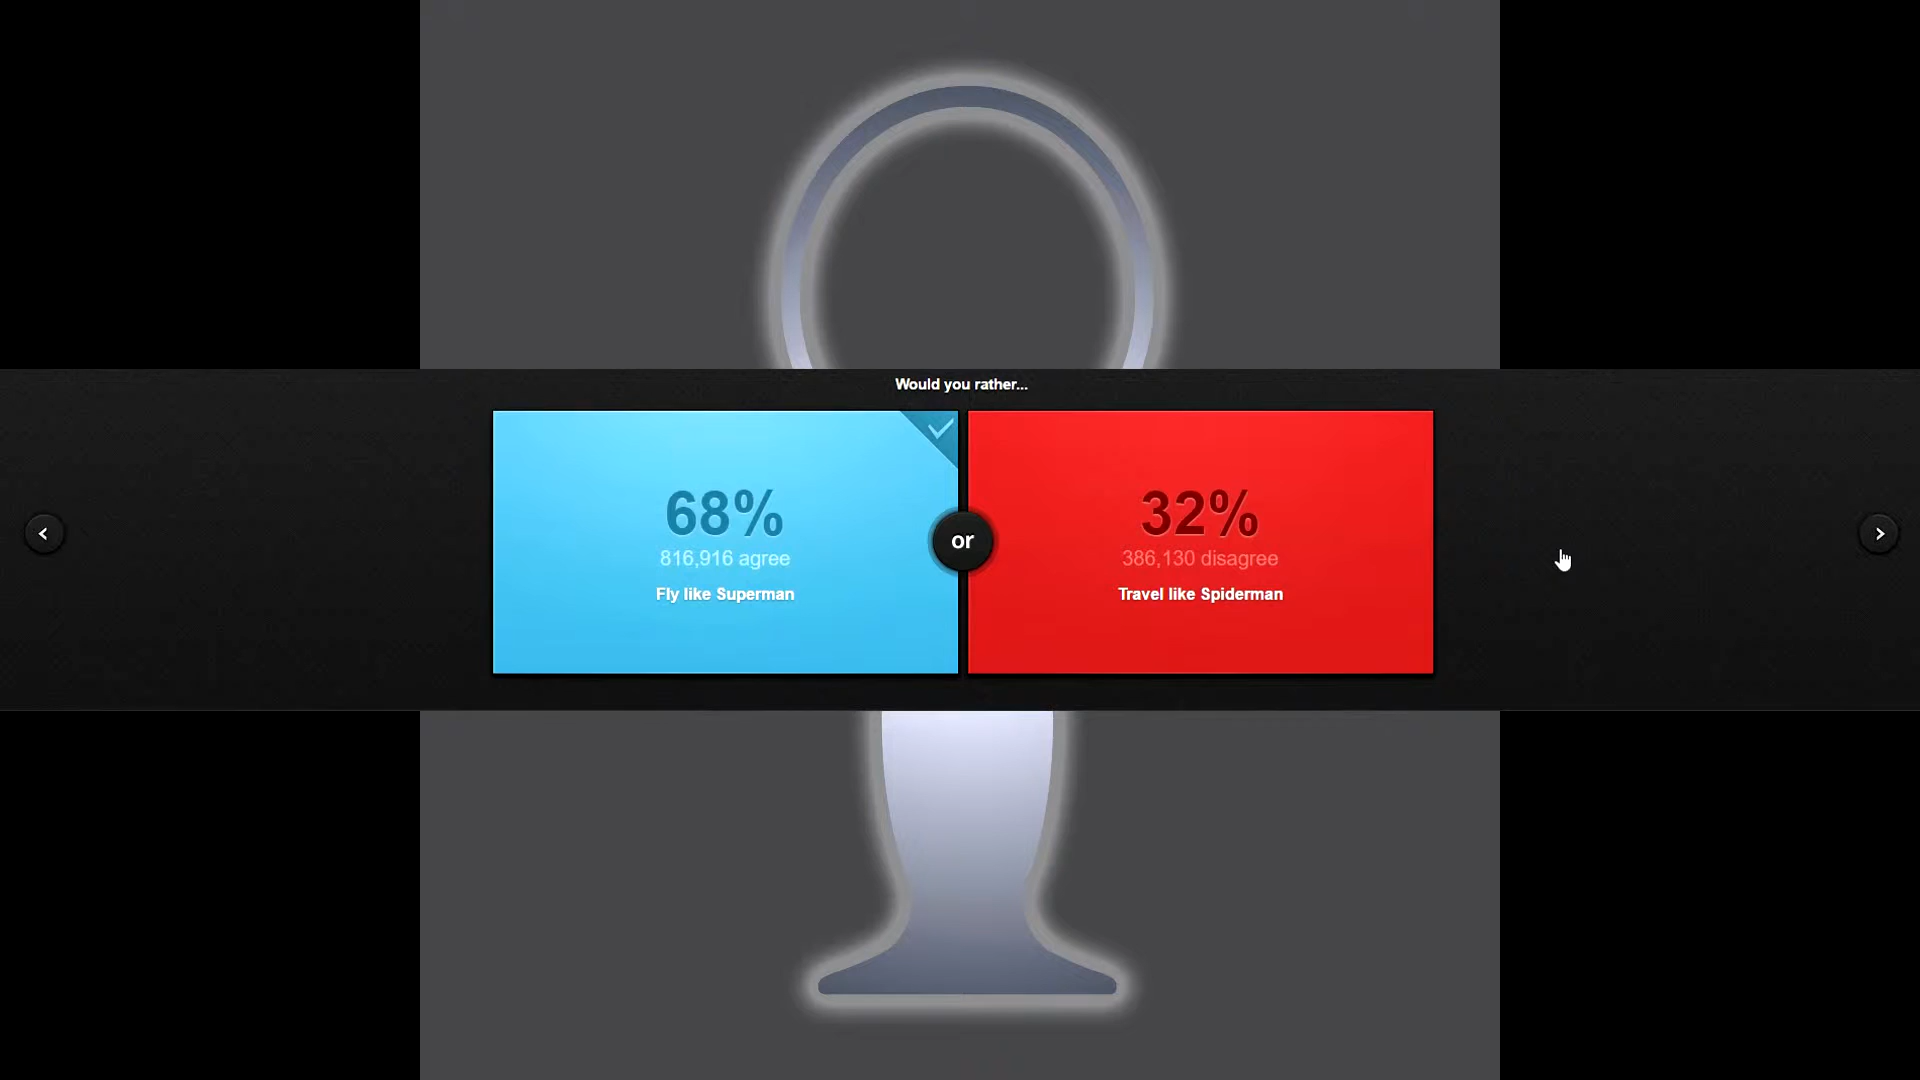 Would you rather...
68%
816,916 agree
Fly like Superman
or
32%
386,130 disagree
Travel like Spiderman